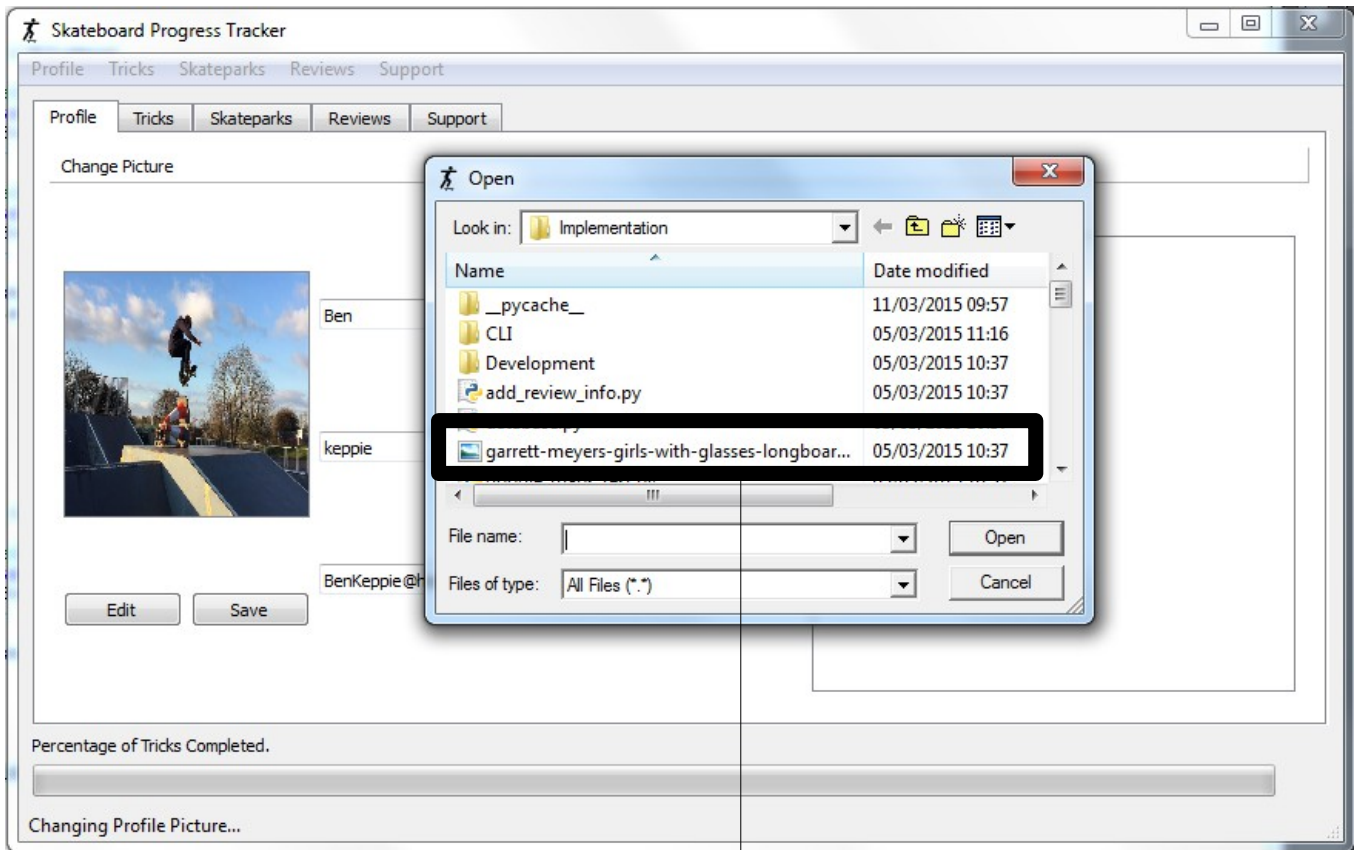 Skateboard Progress Tracker
Profile Tricks Skateparks Reviews Support
Profile Tricks Skateparks Reviews Support
Change Picture
Open
Look in: Implementation
Name Date modified
__pycache__ 11/03/2015 09:57
CLI 05/03/2015 11:16
Development 05/03/2015 10:37
add_review_info.py 05/03/2015 10:37
garrett-meyers-girls-with-glasses-longboar... 05/03/2015 10:37
File name: Open
Files of type: All Files (*.*) Cancel
Ben
keppie
BenKeppie@h
Edit Save
Percentage of Tricks Completed.
Changing Profile Picture...